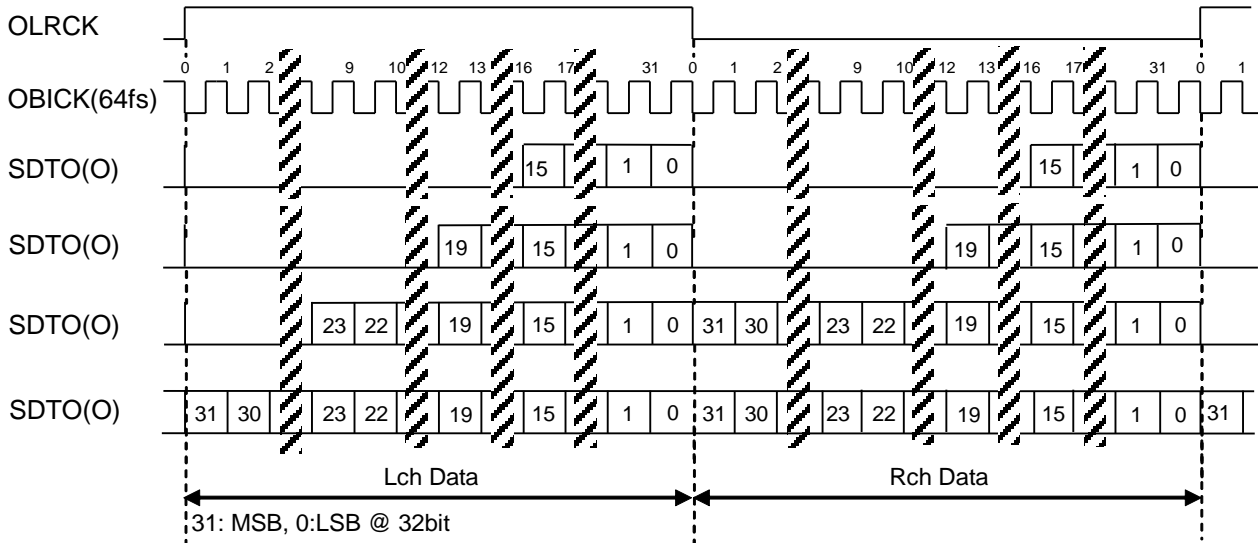 OLRCK
0 1 2 9 10 12 13 16 17 31 0 1 2 9 10 12 13 16 17 31 0 1
OBICK(64fs)
SDTO(O) 15 1 0 15 1 0
SDTO(O) 19 15 1 0 19 15 1 0
SDTO(O) 23 22 19 15 1 0 31 30 23 22 19 15 1 0
SDTO(O) 31 30 23 22 19 15 1 0 31 30 23 22 19 15 1 0 31
Lch Data Rch Data
31: MSB, 0:LSB @ 32bit